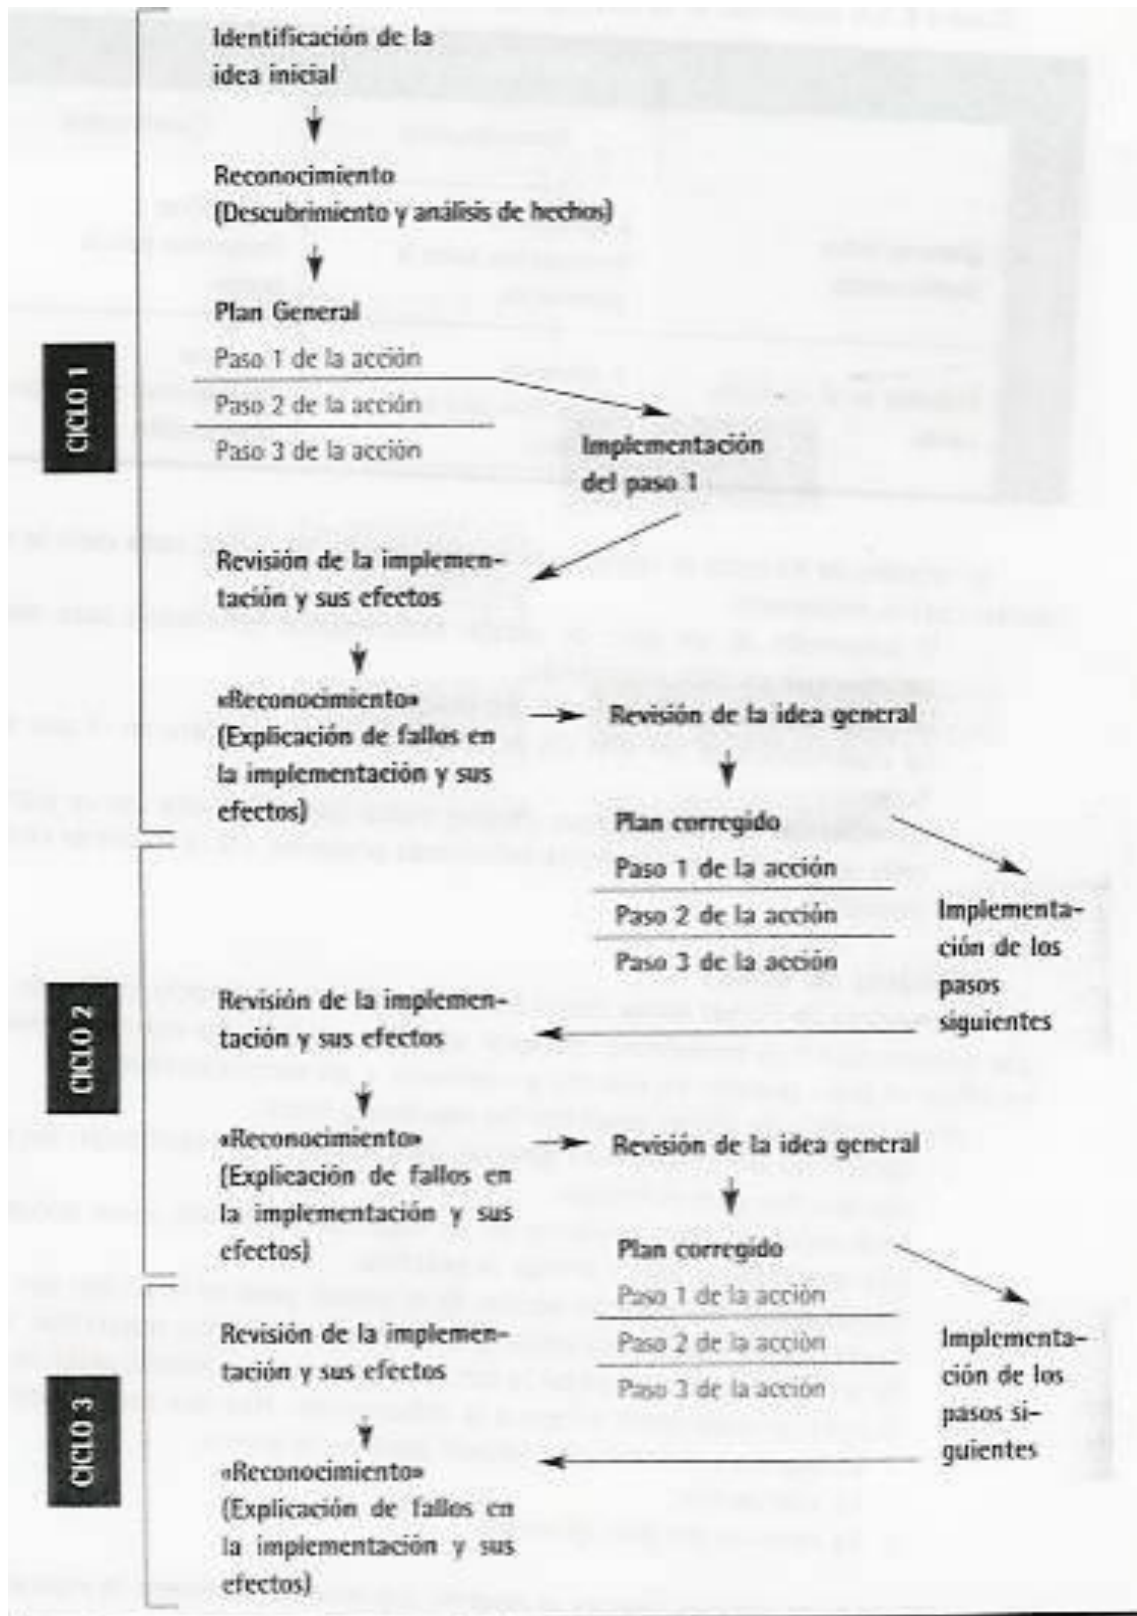 Identificación de la
idea inicial
Reconocimiento
(Descubrimiento y análisis de hechos)
Plan General
Paso 1 de la acción
Paso 2 de la acción
Paso 3 de la acción
CICLO 1
Implementación
del paso 1
Revisión de la implemen-
tación y sus efectos
«Reconocimiento»
(Explicación de fallos en
la implementación y sus
efectos)
Revisión de la idea general
Plan corregido
Paso 1 de la acción
Paso 2 de la acción
Paso 3 de la acción
Implementa-
ción de los
pasos
siguientes
CICLO 2
Revisión de la implemen-
tación y sus efectos
«Reconocimiento»
(Explicación de fallos en
la implementación y sus
efectos)
Revisión de la idea general
Plan corregido
Paso 1 de la acción
Paso 2 de la acción
Paso 3 de la acción
Implementa-
ción de los
pasos si-
guientes
CICLO 3
Revisión de la implemen-
tación y sus efectos
«Reconocimiento»
(Explicación de fallos en
la implementación y sus
efectos)